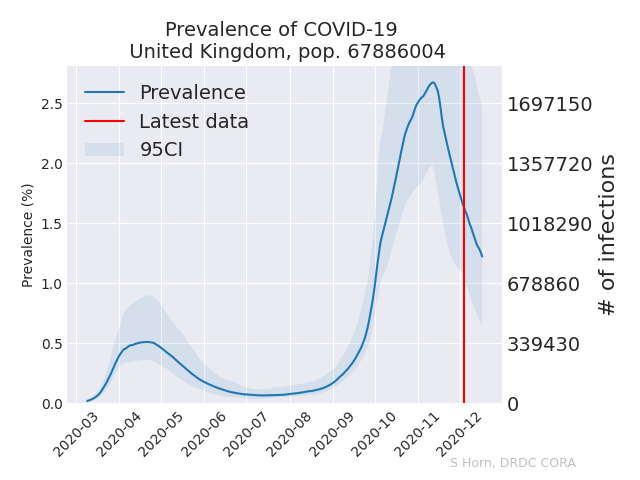 Prevalence of COVID-19
United Kingdom, pop. 67886004
Prevalence
Latest data
95CI
Prevalence (%)
2.5
2.0
1.5
1.0
0.5
0.0
1697150
1357720
1018290
678860
339430
0
# of infections
2020-03
2020-04
2020-05
2020-06
2020-07
2020-08
2020-09
2020-10
2020-11
2020-12
S Horn, DRDC CORA